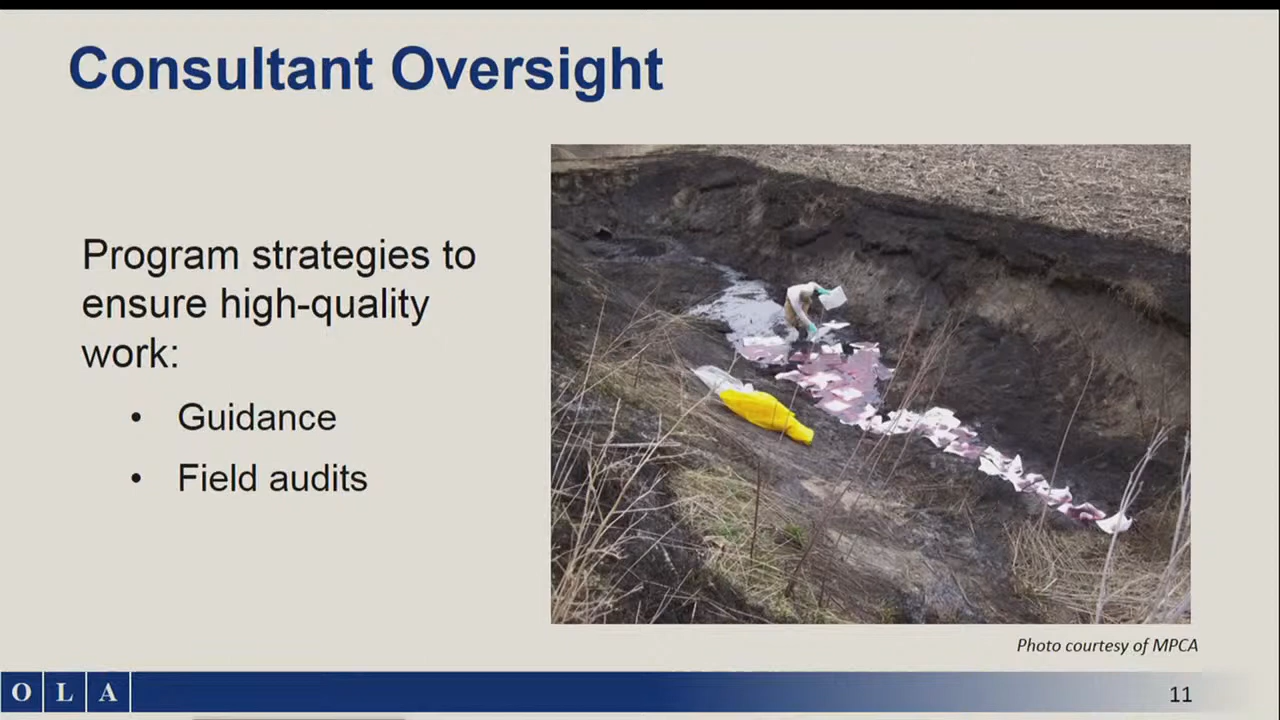 Consultant Oversight
Program strategies to
ensure high-quality
work:
• Guidance
• Field audits
Photo courtesy of MPCA
O L A
11